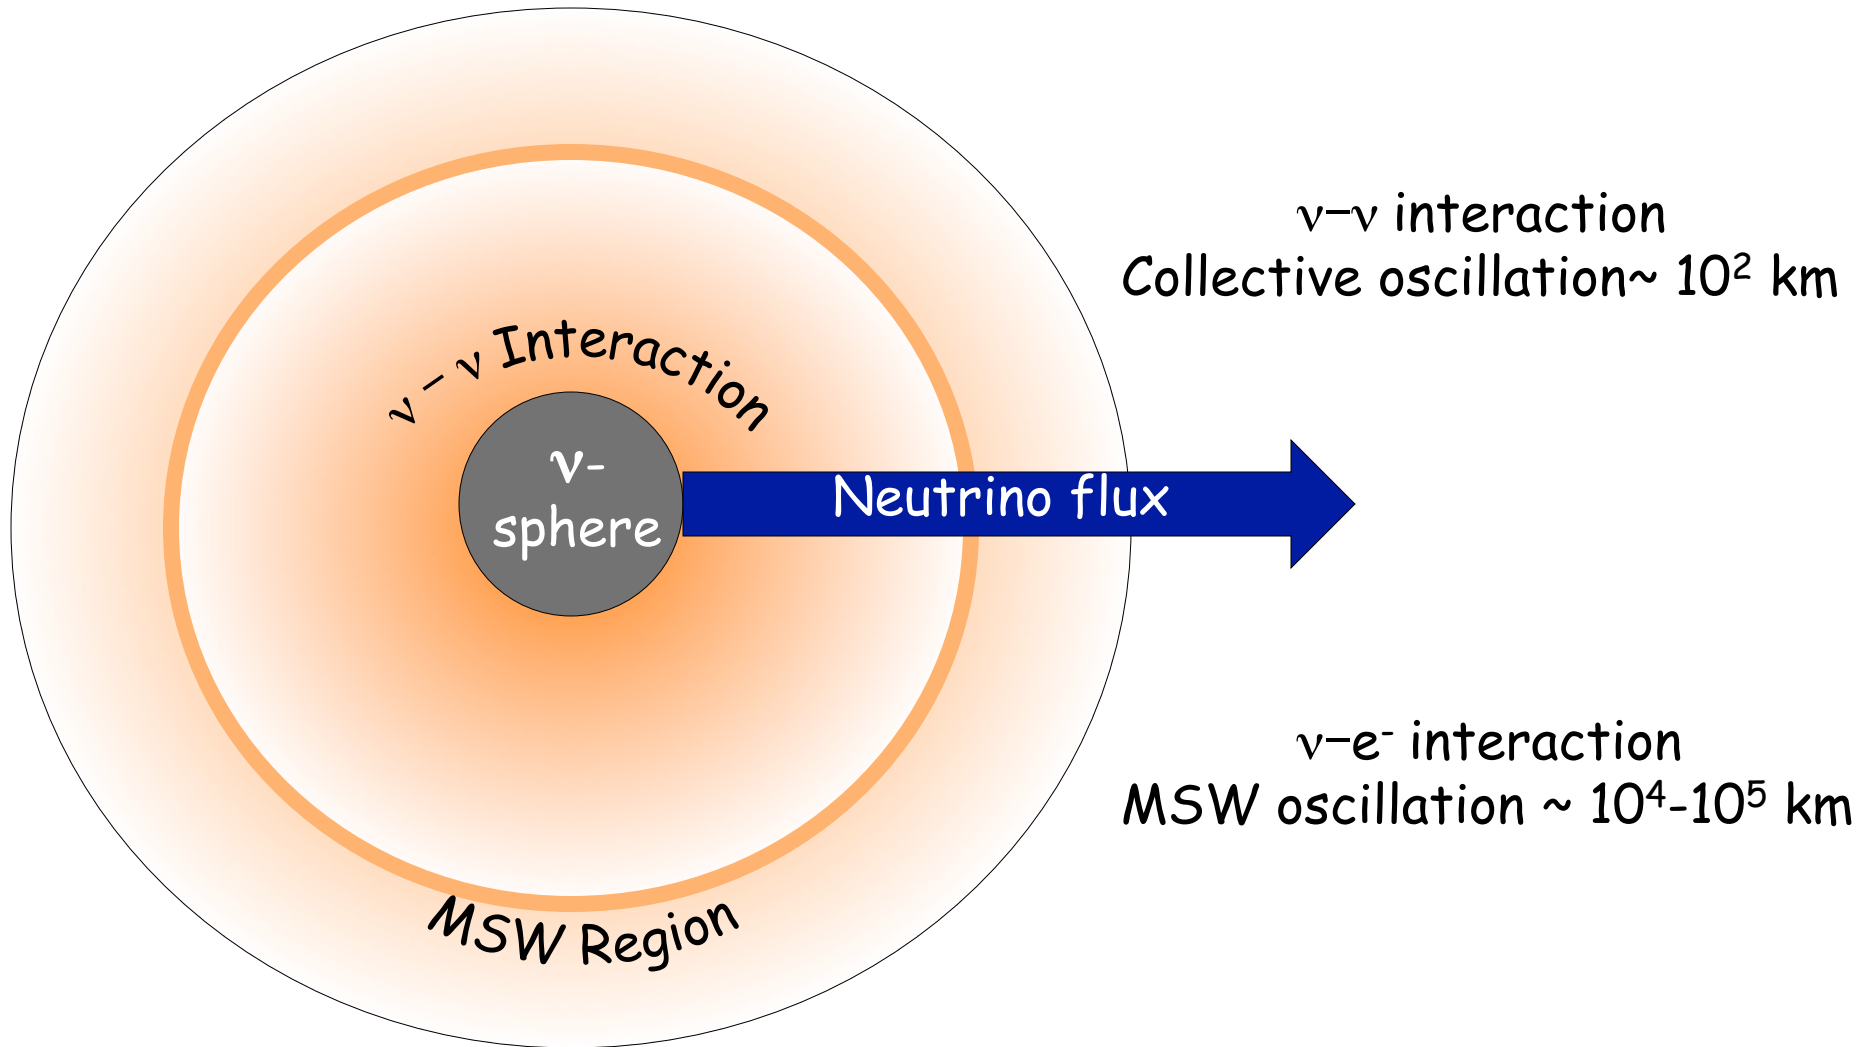 ν – ν Interaction
ν-
sphere
Neutrino flux
MSW Region
ν–ν interaction
Collective oscillation~ 10² km
ν–e⁻ interaction
MSW oscillation ~ 10⁴-10⁵ km